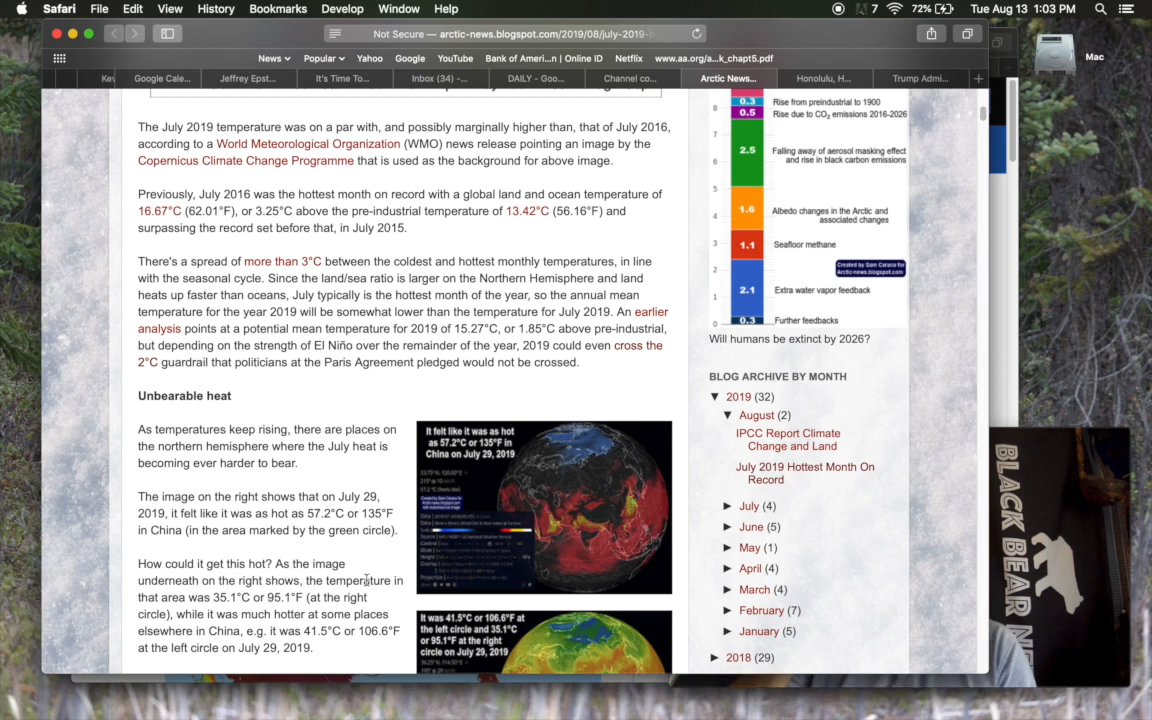 Safari File Edit View History Bookmarks Develop Window Help 7 72% Tue Aug 13 1:03 PM
Not Secure — arctic-news.blogspot.com/2019/08/july-2019-h
News Popular Yahoo Google YouTube Bank of Ameri...n | Online ID Netflix www.aa.org/a...k_chapt5.pdf
Google Cale... Jeffrey Epst... It's Time To... Inbox (34) -... DAILY - Goo... Channel co... Arctic News... Honolulu, H... Trump Admi...
Mac
The July 2019 temperature was on a par with, and possibly marginally higher than, that of July 2016,
according to a World Meteorological Organization (WMO) news release pointing an image by the
Copernicus Climate Change Programme that is used as the background for above image.
Previously, July 2016 was the hottest month on record with a global land and ocean temperature of
16.67°C (62.01°F), or 3.25°C above the pre-industrial temperature of 13.42°C (56.16°F) and
surpassing the record set before that, in July 2015.
There's a spread of more than 3°C between the coldest and hottest monthly temperatures, in line
with the seasonal cycle. Since the land/sea ratio is larger on the Northern Hemisphere and land
heats up faster than oceans, July typically is the hottest month of the year, so the annual mean
temperature for the year 2019 will be somewhat lower than the temperature for July 2019. An earlier
analysis points at a potential mean temperature for 2019 of 15.27°C, or 1.85°C above pre-industrial,
but depending on the strength of El Niño over the remainder of the year, 2019 could even cross the
2°C guardrail that politicians at the Paris Agreement pledged would not be crossed.
Unbearable heat
As temperatures keep rising, there are places on
the northern hemisphere where the July heat is
becoming ever harder to bear.
The image on the right shows that on July 29,
2019, it felt like it was as hot as 57.2°C or 135°F
in China (in the area marked by the green circle).
How could it get this hot? As the image
underneath on the right shows, the temperature in
that area was 35.1°C or 95.1°F (at the right
circle), while it was much hotter at some places
elsewhere in China, e.g. it was 41.5°C or 106.6°F
at the left circle on July 29, 2019.
It felt like it was as hot
as 57.2°C or 135°F in
China on July 29, 2019
It was 41.5°C or 106.6°F at
the left circle and 35.1°C
or 95.1°F at the right
circle on July 29, 2019
8 0.3 Rise from preindustrial to 1900
0.5 Rise due to CO₂ emissions 2016-2026
7
2.5 Falling away of aerosol masking effect
6 and rise in black carbon emissions
5
1.6 Albedo changes in the Arctic and
4 associated changes
3 1.1 Seafloor methane
2 Created by Sam Carana for
Arctic-news.blogspot.com
2.1 Extra water vapor feedback
1
0 0.3 Further feedbacks
Will humans be extinct by 2026?
BLOG ARCHIVE BY MONTH
▼ 2019 (32)
▼ August (2)
IPCC Report Climate
Change and Land
July 2019 Hottest Month On
Record
► July (4)
► June (5)
► May (1)
► April (4)
► March (4)
► February (7)
► January (5)
► 2018 (29)
BLACK BEAR